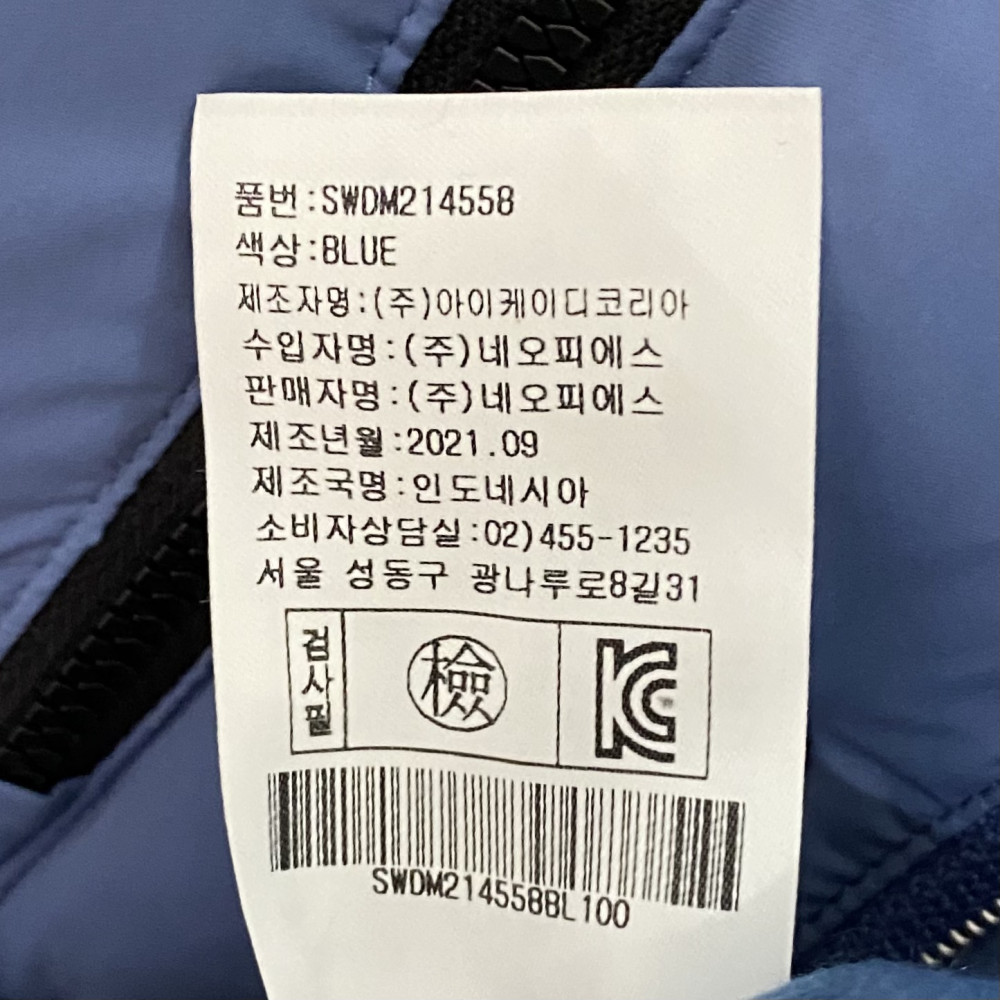 품번:SWDM214558
색상:BLUE
제조자명:(주)아이케이디코리아
수입자명:(주)네오피에스
판매자명:(주)네오피에스
제조년월:2021.09
제조국명:인도네시아
소비자상담실:02)455-1235
서울 성동구 광나루로8길31
검사필
檢
KC
SWDM214558BL100